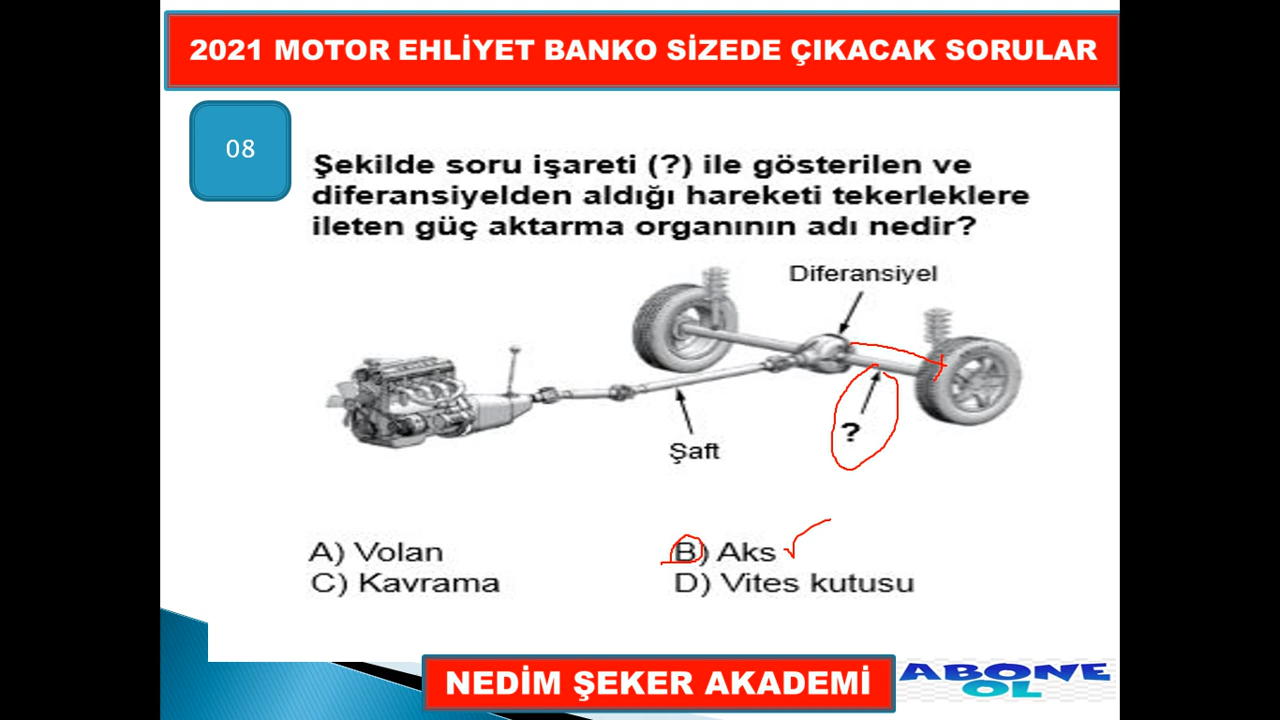 2021 MOTOR EHLİYET BANKO SİZEDE ÇIKACAK SORULAR
08
Şekilde soru işareti (?) ile gösterilen ve
diferansiyelden aldığı hareketi tekerleklere
ileten güç aktarma organının adı nedir?
Diferansiyel
?
Şaft
A) Volan
B) Aks
C) Kavrama
D) Vites kutusu
NEDİM ŞEKER AKADEMİ
ABONE
OL